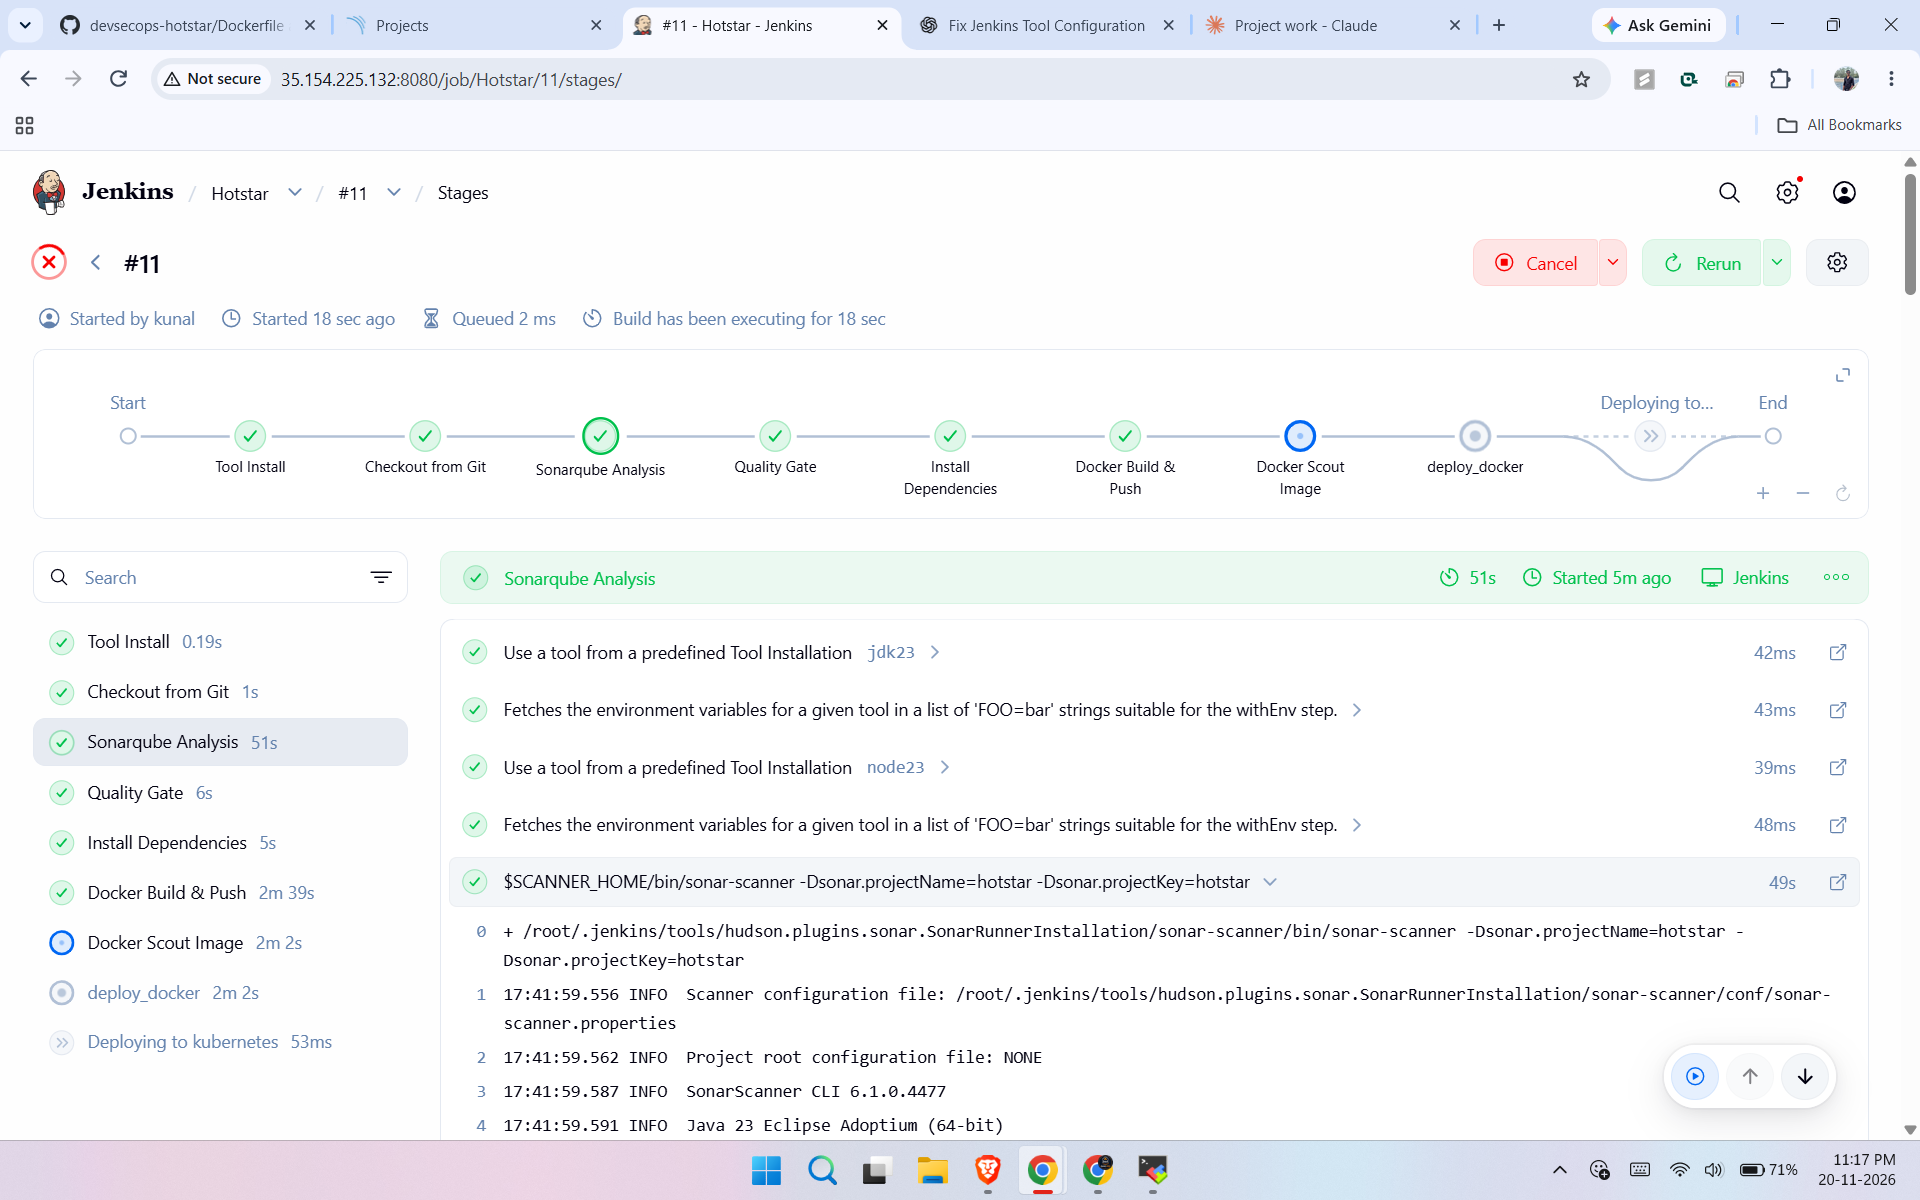 devsecops-hotstar/Dockerfile
Projects
#11 - Hotstar - Jenkins
Fix Jenkins Tool Configuration
Project work - Claude
Ask Gemini
Not secure
35.154.225.132:8080/job/Hotstar/11/stages/
All Bookmarks
Jenkins / Hotstar / #11 / Stages
#11
Cancel
Rerun
Started by kunal
Started 18 sec ago
Queued 2 ms
Build has been executing for 18 sec
Start
Deploying to...
End
Tool Install
Checkout from Git
Sonarqube Analysis
Quality Gate
Install
Dependencies
Docker Build &
Push
Docker Scout
Image
deploy_docker
Search
Tool Install 0.19s
Checkout from Git 1s
Sonarqube Analysis 51s
Quality Gate 6s
Install Dependencies 5s
Docker Build & Push 2m 39s
Docker Scout Image 2m 2s
deploy_docker 2m 2s
Deploying to kubernetes 53ms
Sonarqube Analysis
51s
Started 5m ago
Jenkins
Use a tool from a predefined Tool Installation jdk23 42ms
Fetches the environment variables for a given tool in a list of 'FOO=bar' strings suitable for the withEnv step. 43ms
Use a tool from a predefined Tool Installation node23 39ms
Fetches the environment variables for a given tool in a list of 'FOO=bar' strings suitable for the withEnv step. 48ms
$SCANNER_HOME/bin/sonar-scanner -Dsonar.projectName=hotstar -Dsonar.projectKey=hotstar 49s
0 + /root/.jenkins/tools/hudson.plugins.sonar.SonarRunnerInstallation/sonar-scanner/bin/sonar-scanner -Dsonar.projectName=hotstar -
Dsonar.projectKey=hotstar
1 17:41:59.556 INFO Scanner configuration file: /root/.jenkins/tools/hudson.plugins.sonar.SonarRunnerInstallation/sonar-scanner/conf/sonar-
scanner.properties
2 17:41:59.562 INFO Project root configuration file: NONE
3 17:41:59.587 INFO SonarScanner CLI 6.1.0.4477
4 17:41:59.591 INFO Java 23 Eclipse Adoptium (64-bit)
71%
11:17 PM
20-11-2026